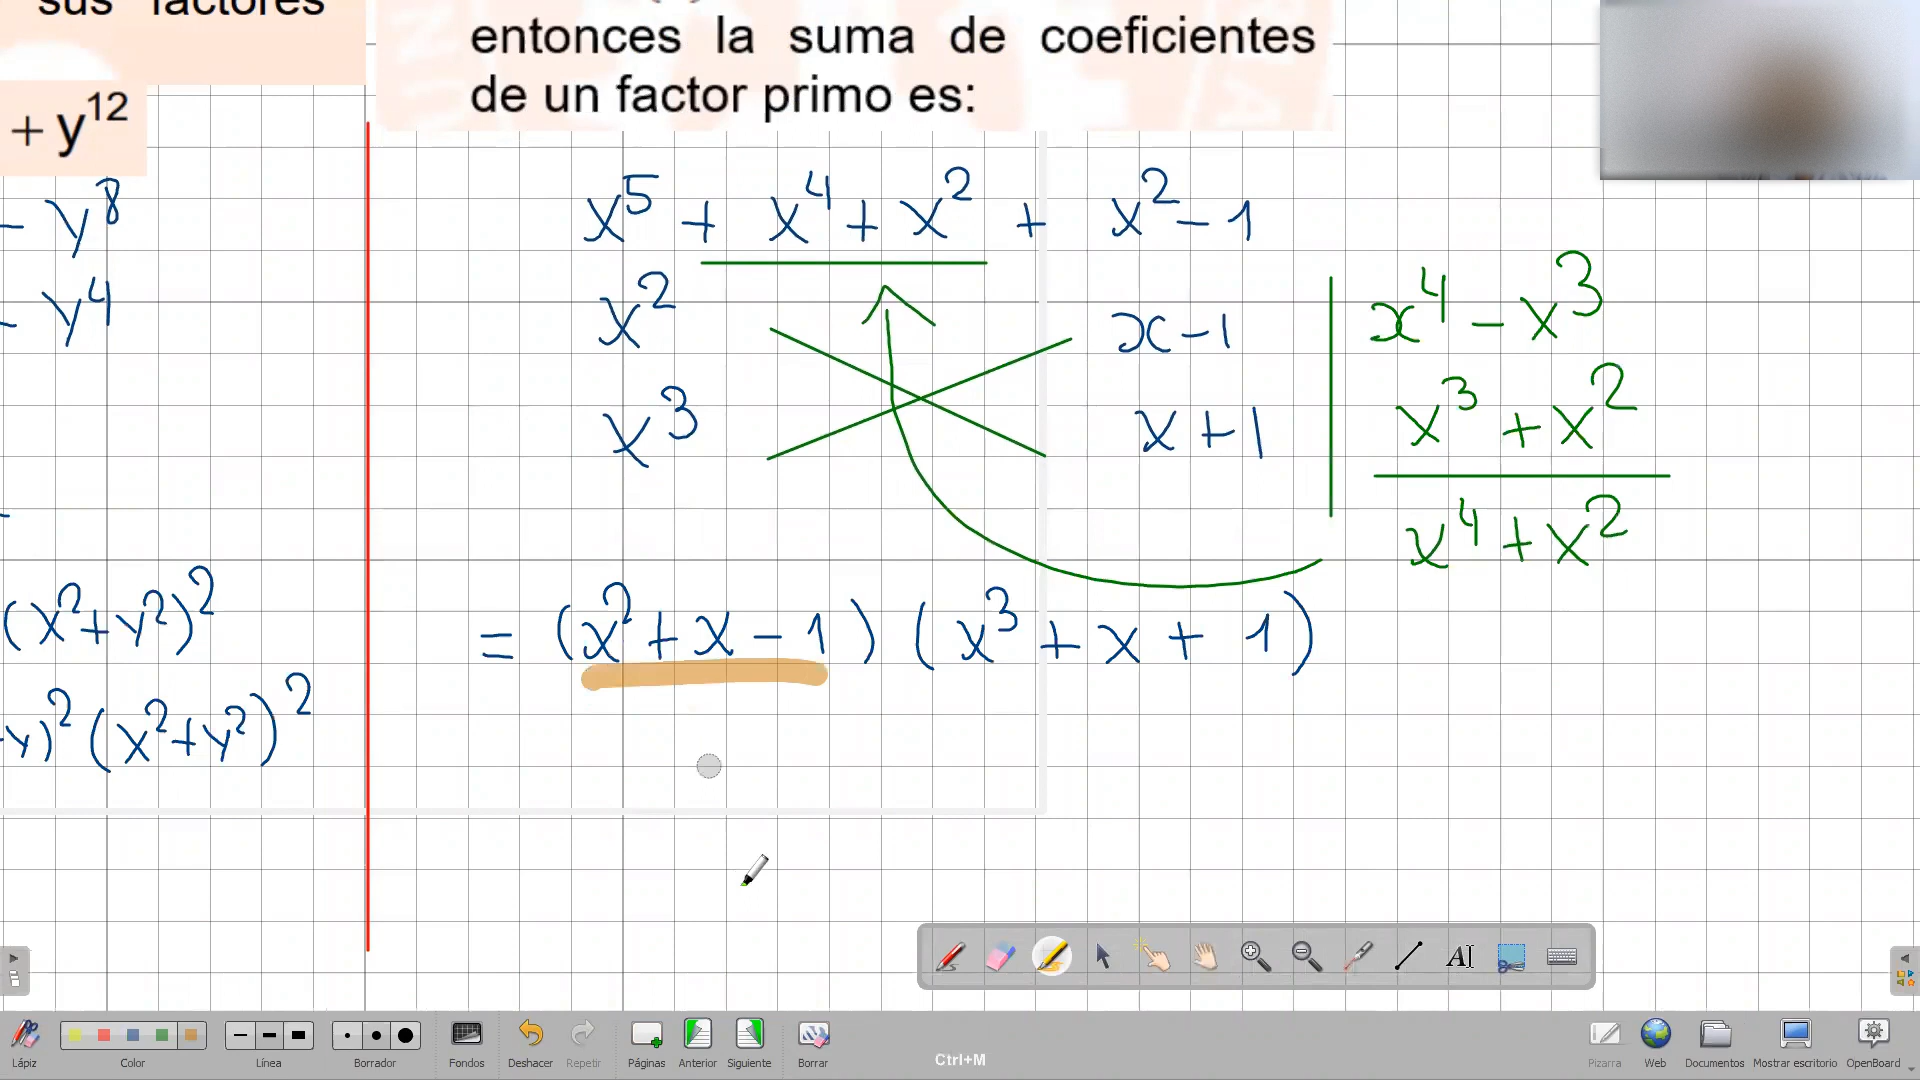 sus factores
+ y¹²
- y⁸
- y⁴
(x²+y²)²
y)² (x²+y²)²
entonces la suma de coeficientes
de un factor primo es:
x⁵ + x⁴ + x² + x² - 1
x² x - 1
x³ x + 1
x⁴ - x³
x³ + x²
x⁴ + x²
= (x² + x - 1) (x³ + x + 1)
Lápiz Color Línea Borrador Fondos Deshacer Repetir Páginas Anterior Siguiente Borrar Ctrl+M Pizarra Web Documentos Mostrar escritorio OpenBoard